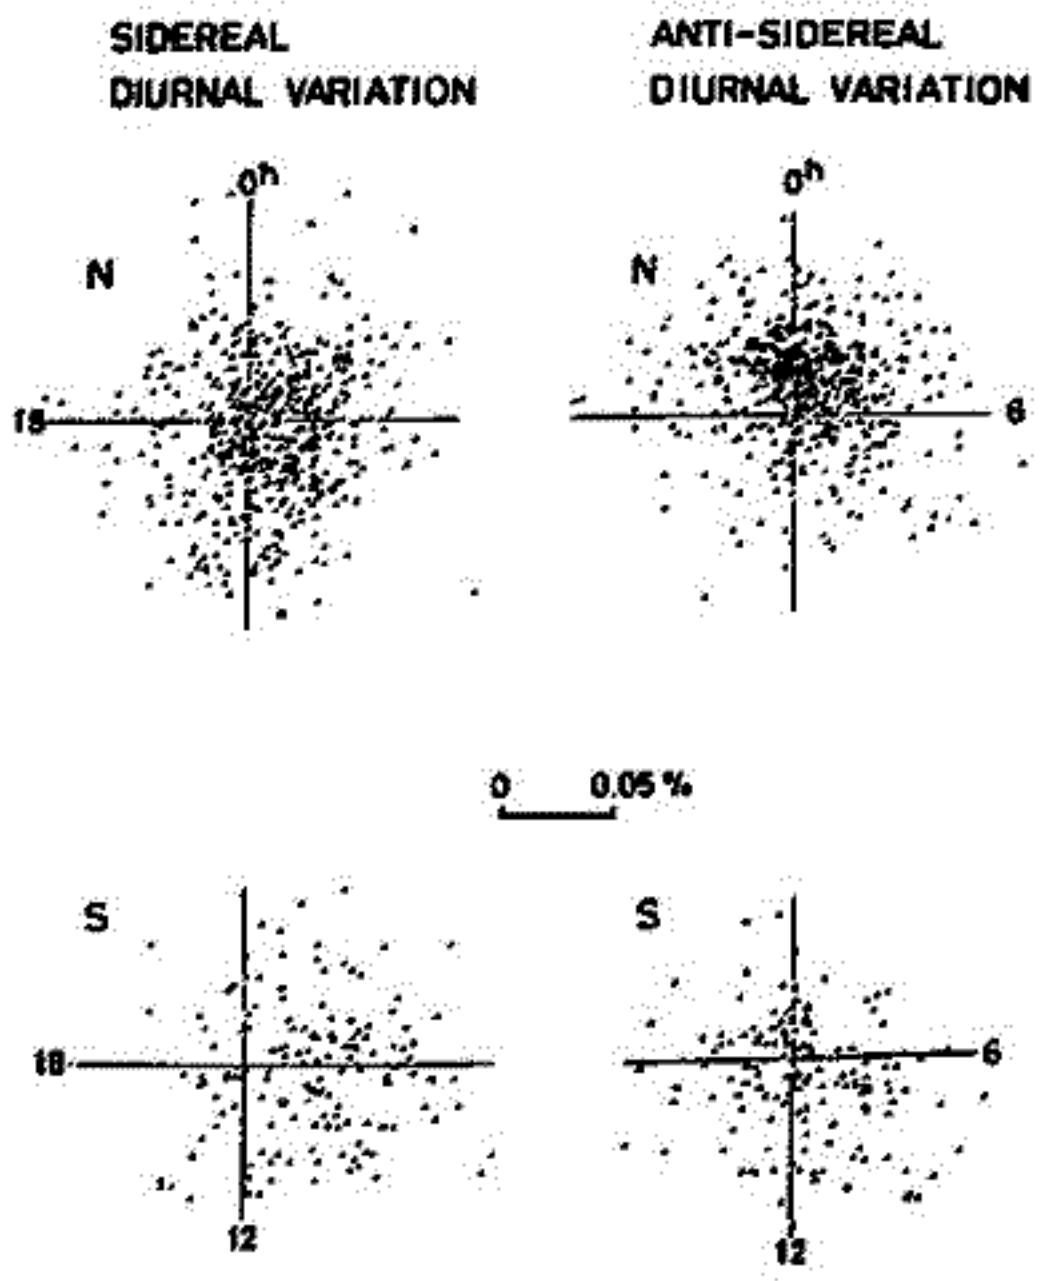 SIDEREAL
DIURNAL VARIATION
ANTI-SIDEREAL
DIURNAL VARIATION
0h
N
18
0h
N
6
0 0.05 %
S
18
12
S
6
12